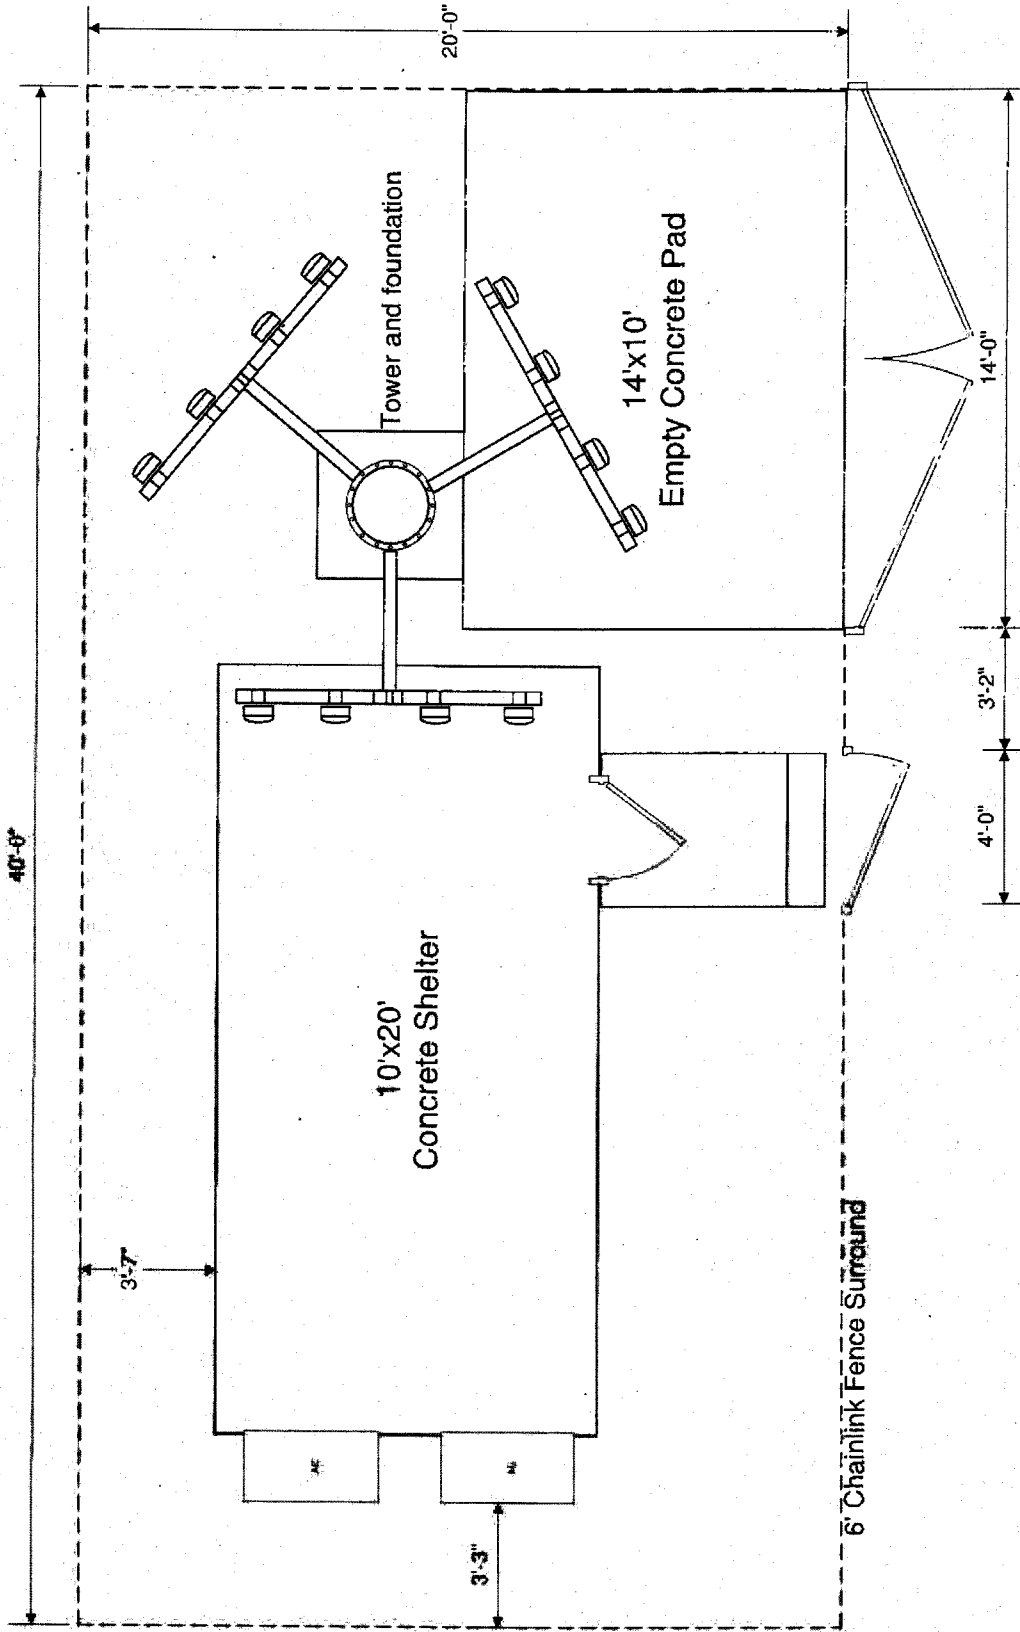 40'-0"
20'-0"
Tower and foundation
14'x10'
Empty Concrete Pad
14'-0"
3'-2"
4'-0"
10'x20'
Concrete Shelter
3'-7"
3'-3"
6' Chainlink Fence Surround